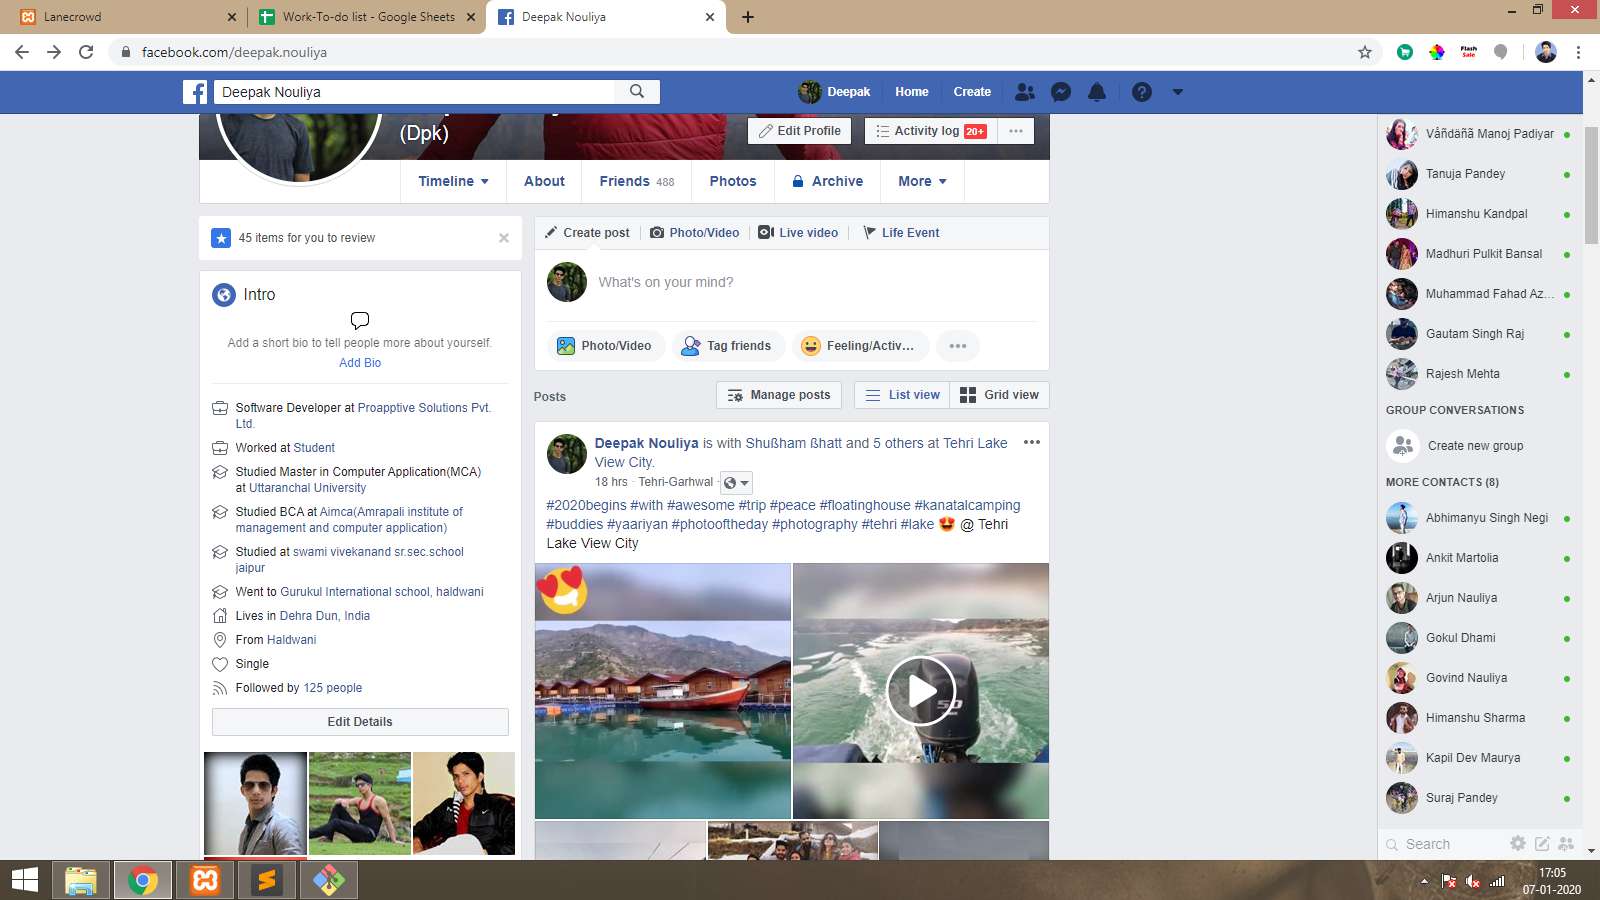 Lanecrowd
Work-To-do list - Google Sheets
Deepak Nouliya
facebook.com/deepak.nouliya
Flash
Sale
Deepak Nouliya
Deepak
Home
Create
(Dpk)
Edit Profile
Activity log 20+
Timeline
About
Friends 488
Photos
Archive
More
45 items for you to review
Intro
Add a short bio to tell people more about yourself.
Add Bio
Software Developer at Proapptive Solutions Pvt.
Ltd.
Worked at Student
Studied Master in Computer Application(MCA)
at Uttaranchal University
Studied BCA at Aimca(Amrapali institute of
management and computer application)
Studied at swami vivekanand sr.sec.school
jaipur
Went to Gurukul International school, haldwani
Lives in Dehra Dun, India
From Haldwani
Single
Followed by 125 people
Edit Details
Create post
Photo/Video
Live video
Life Event
What's on your mind?
Photo/Video
Tag friends
Feeling/Activ...
Posts
Manage posts
List view
Grid view
Deepak Nouliya is with Shußham ßhatt and 5 others at Tehri Lake
View City.
18 hrs · Tehri-Garhwal ·
#2020begins #with #awesome #trip #peace #floatinghouse #kanatalcamping
#buddies #yaariyan #photooftheday #photography #tehri #lake 😍 @ Tehri
Lake View City
Våñdäñã Manoj Padiyar
Tanuja Pandey
Himanshu Kandpal
Madhuri Pulkit Bansal
Muhammad Fahad Az...
Gautam Singh Raj
Rajesh Mehta
GROUP CONVERSATIONS
Create new group
MORE CONTACTS (8)
Abhimanyu Singh Negi
Ankit Martolia
Arjun Nauliya
Gokul Dhami
Govind Nauliya
Himanshu Sharma
Kapil Dev Maurya
Suraj Pandey
Search
17:05
07-01-2020